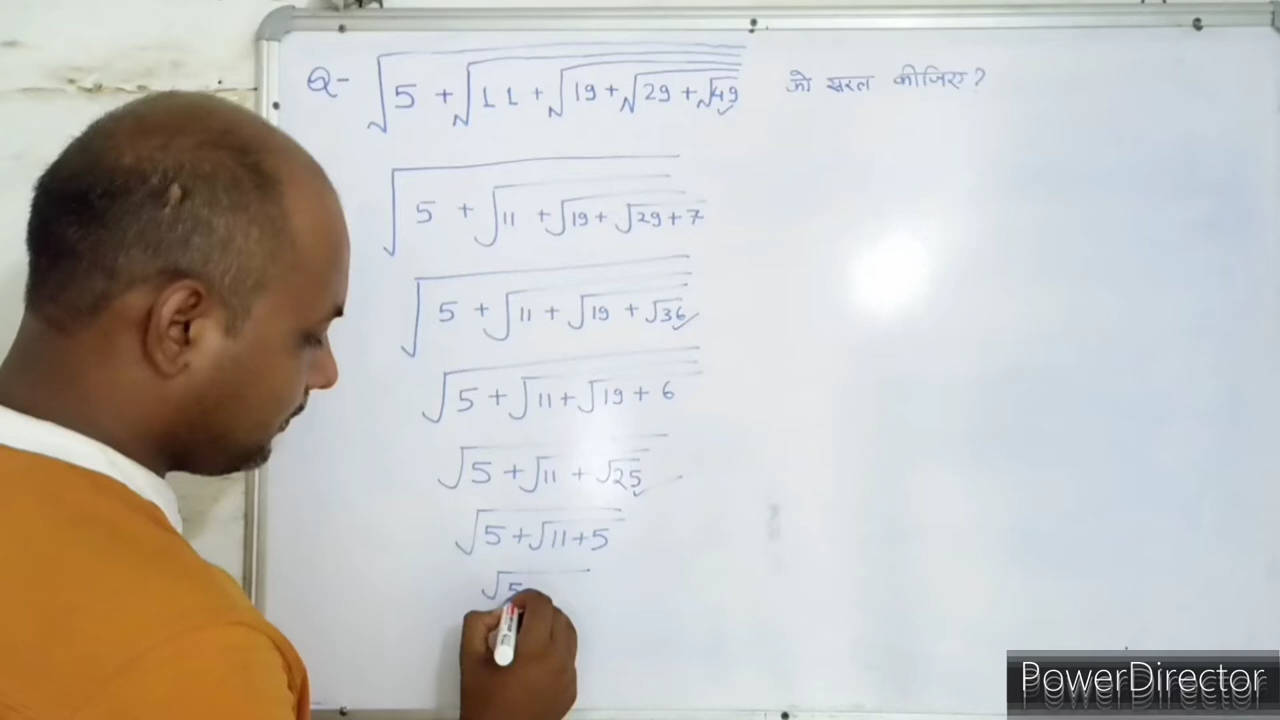 Q- √5 + √11 + √19 + √29 + √49 को सरल कीजिए ?
√5 + √11 + √19 + √29 + 7
√5 + √11 + √19 + √36
√5 + √11 + √19 + 6
√5 + √11 + √25
√5 + √11 + 5
√5
PowerDirector